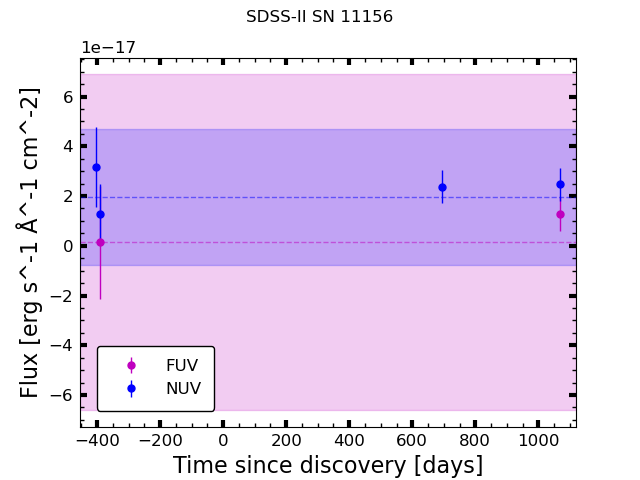 SDSS-II SN 11156
1e−17
6
4
2
0
−2
−4
−6
Flux [erg s^-1 Å^-1 cm^-2]
FUV
NUV
−400 −200 0 200 400 600 800 1000
Time since discovery [days]